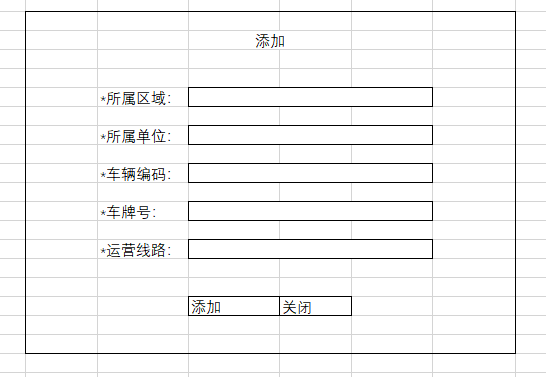 添加
*所属区域：
*所属单位：
*车辆编码：
*车牌号：
*运营线路：
添加 关闭